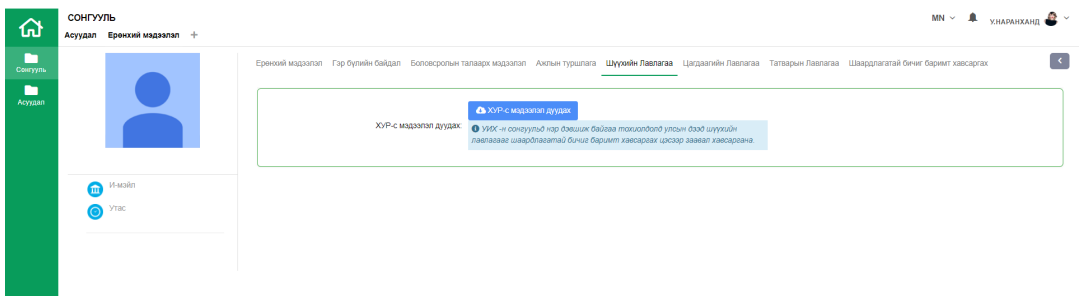 СОНГУУЛЬ
MN
У.НАРАНХАНД
Асуудал Ерөнхий мэдээлэл +
Сонгууль
Асуудал
Ерөнхий мэдээлэл Гэр бүлийн байдал Боловсролын талаарх мэдээлэл Ажлын туршлага Шүүхийн Лавлагаа Цагдаагийн Лавлагаа Татварын Лавлагаа Шаардлагатай бичиг баримт хавсаргах
ХУР-с мэдээлэл дуудах:
ХУР-с мэдээлэл дуудах
УИХ -н сонгуульд нэр дэвшиж байгаа тохиолдолд улсын дээд шүүхийн
лавлагааг шаардлагатай бичиг баримт хавсаргах цэсээр заавал хавсаргана.
И-мэйл
Утас